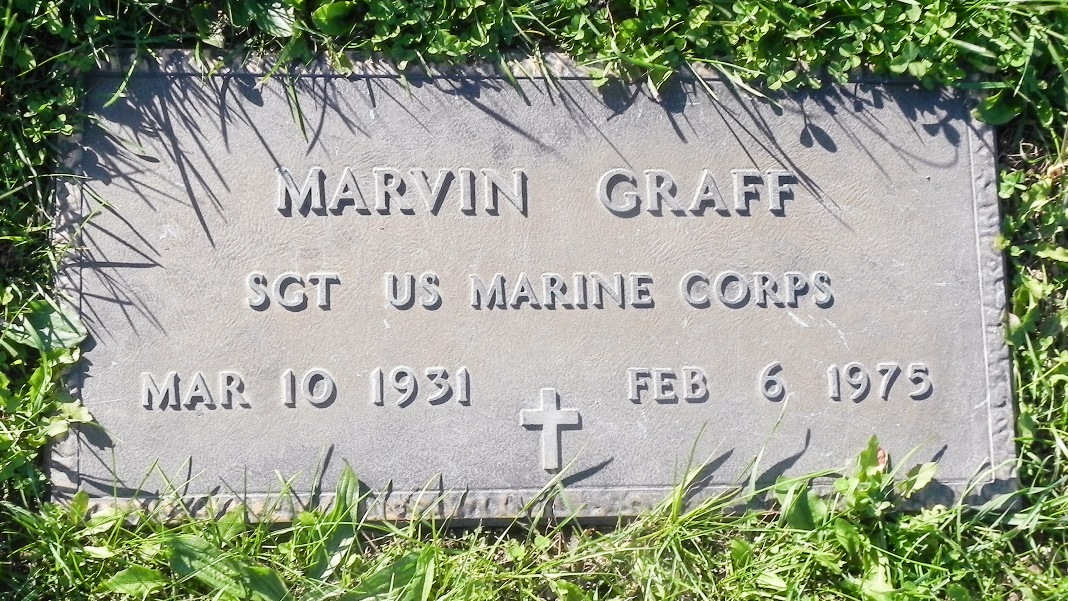 MARVIN GRAFF
SGT US MARINE CORPS
MAR 10 1931 FEB 6 1975